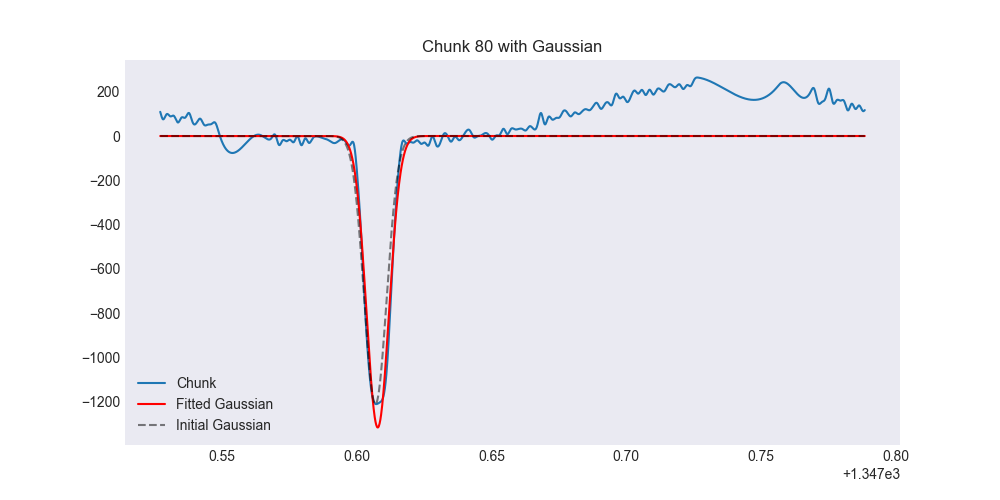 Chunk 80 with Gaussian
200
0
−200
−400
−600
−800
−1000
−1200
Chunk
Fitted Gaussian
Initial Gaussian
0.55 0.60 0.65 0.70 0.75 0.80
+1.347e3